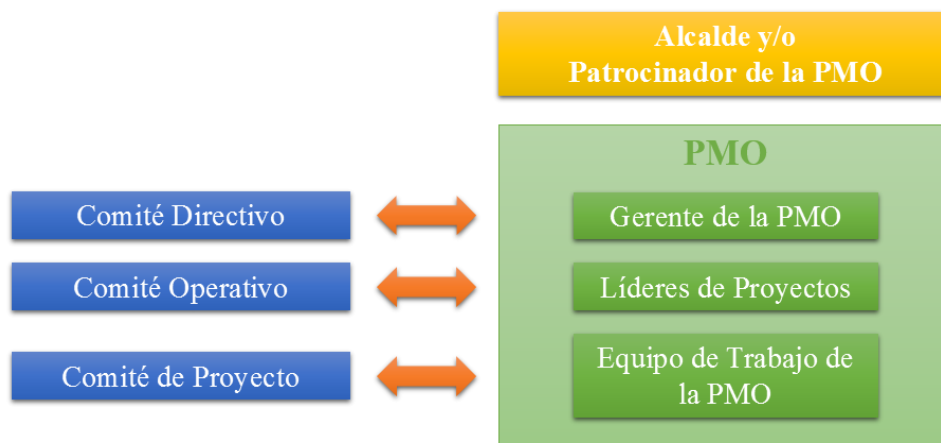 Alcalde y/o
Patrocinador de la PMO
PMO
Comité Directivo
Gerente de la PMO
Comité Operativo
Líderes de Proyectos
Comité de Proyecto
Equipo de Trabajo de
la PMO